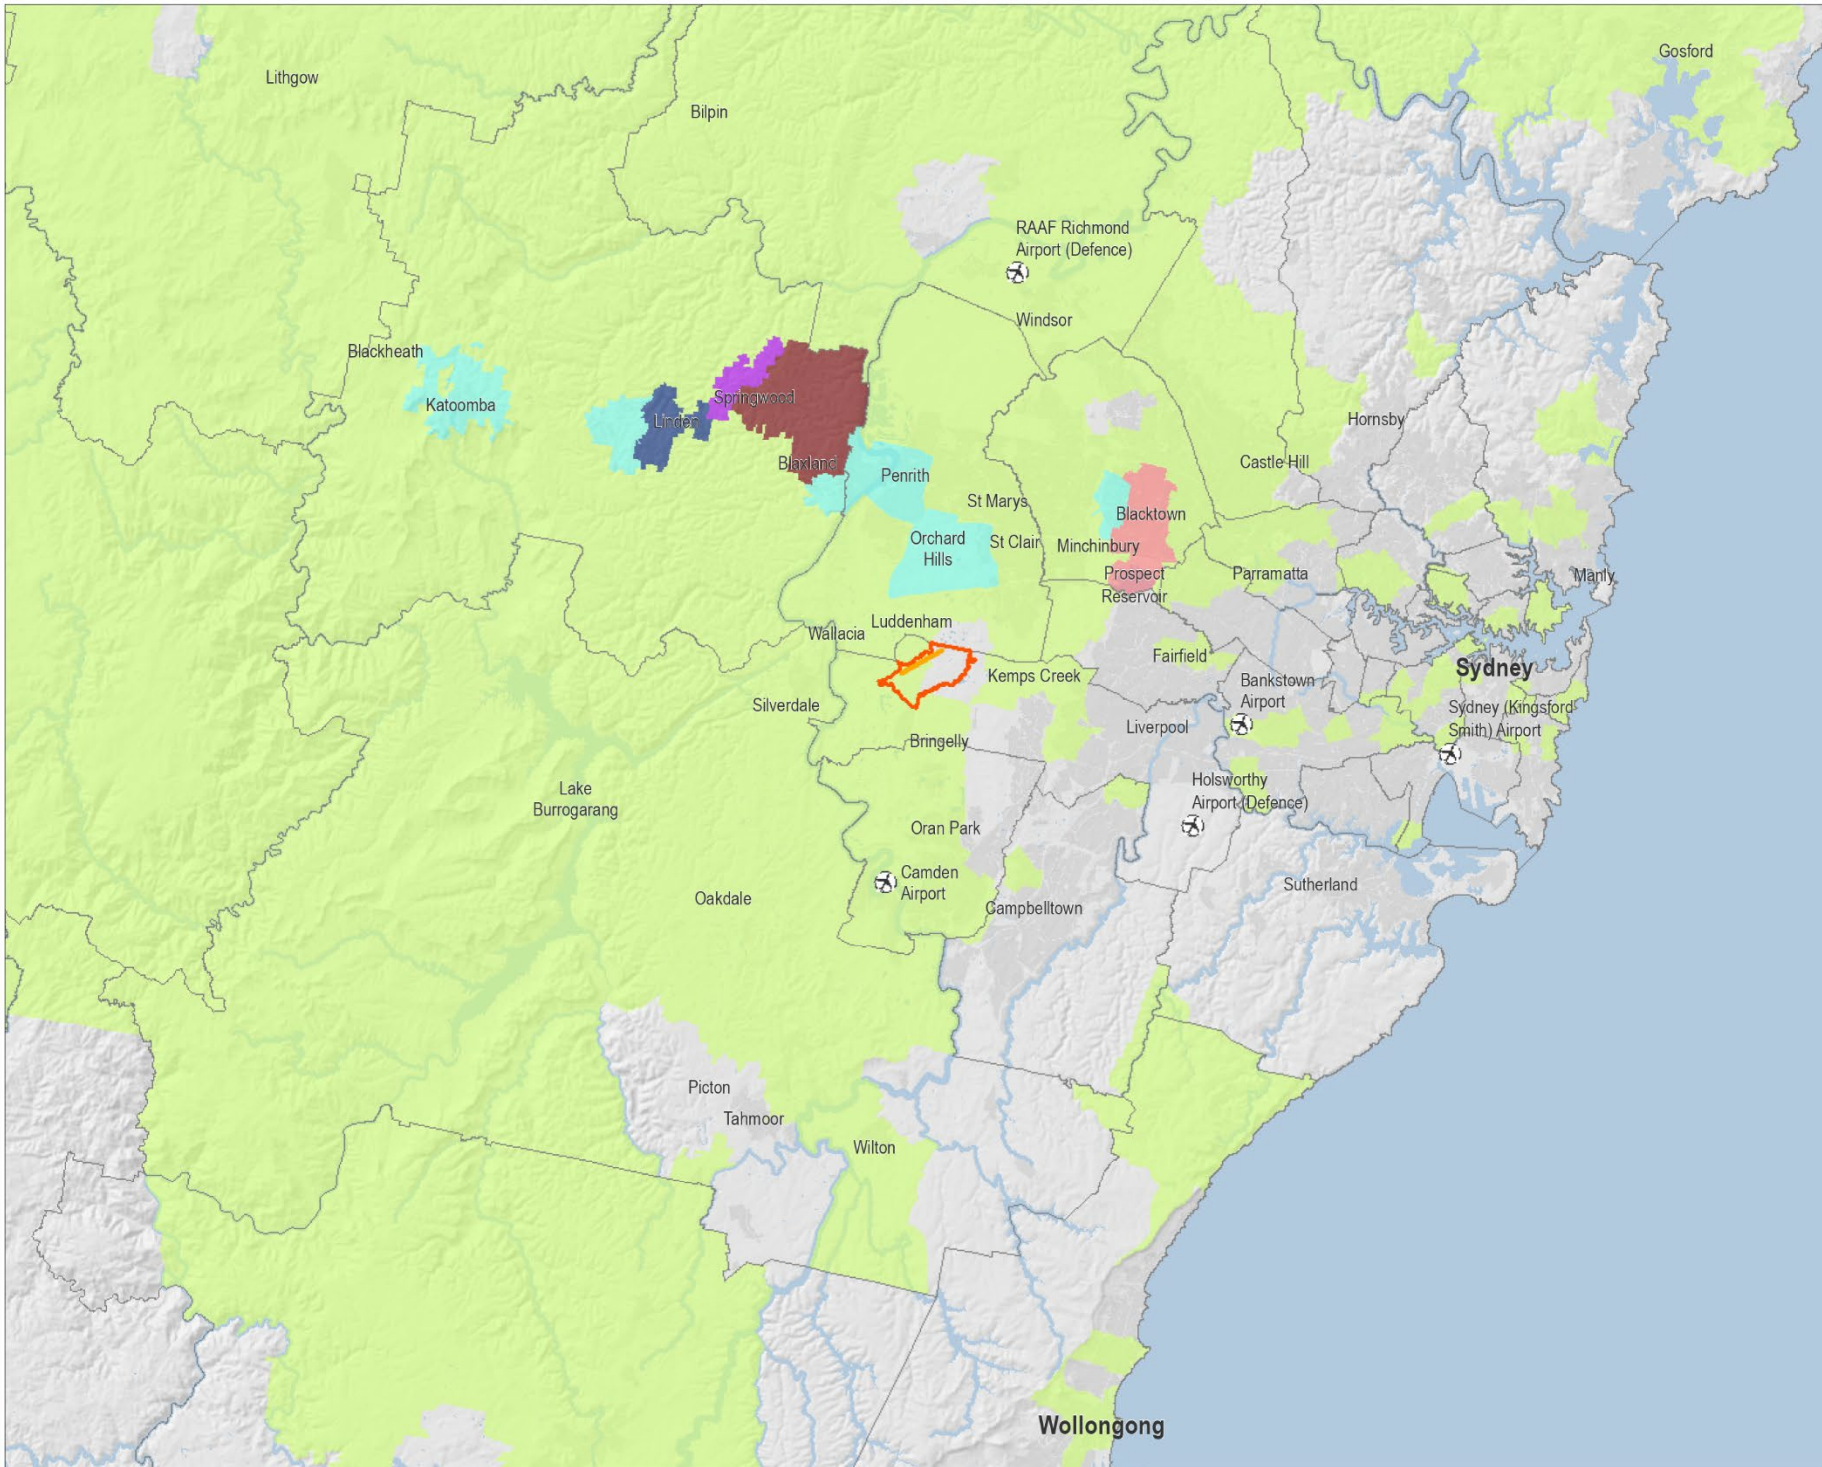 Gosford
Lithgow
Bilpin
RAAF Richmond
Airport (Defence)
Windsor
Blackheath
Katoomba
Springwood
Linden
Hornsby
Blaxland
Penrith
Castle Hill
St Marys
Blacktown
Orchard
Hills
St Clair
Minchinbury
Prospect
Reservoir
Parramatta
Manly
Luddenham
Wallacia
Fairfield
Sydney
Kemps Creek
Bankstown
Airport
Silverdale
Sydney (Kingsford
Smith) Airport
Liverpool
Bringelly
Lake
Burrogarang
Holsworthy
Airport (Defence)
Oran Park
Camden
Airport
Sutherland
Oakdale
Campbelltown
Picton
Tahmoor
Wilton
Wollongong